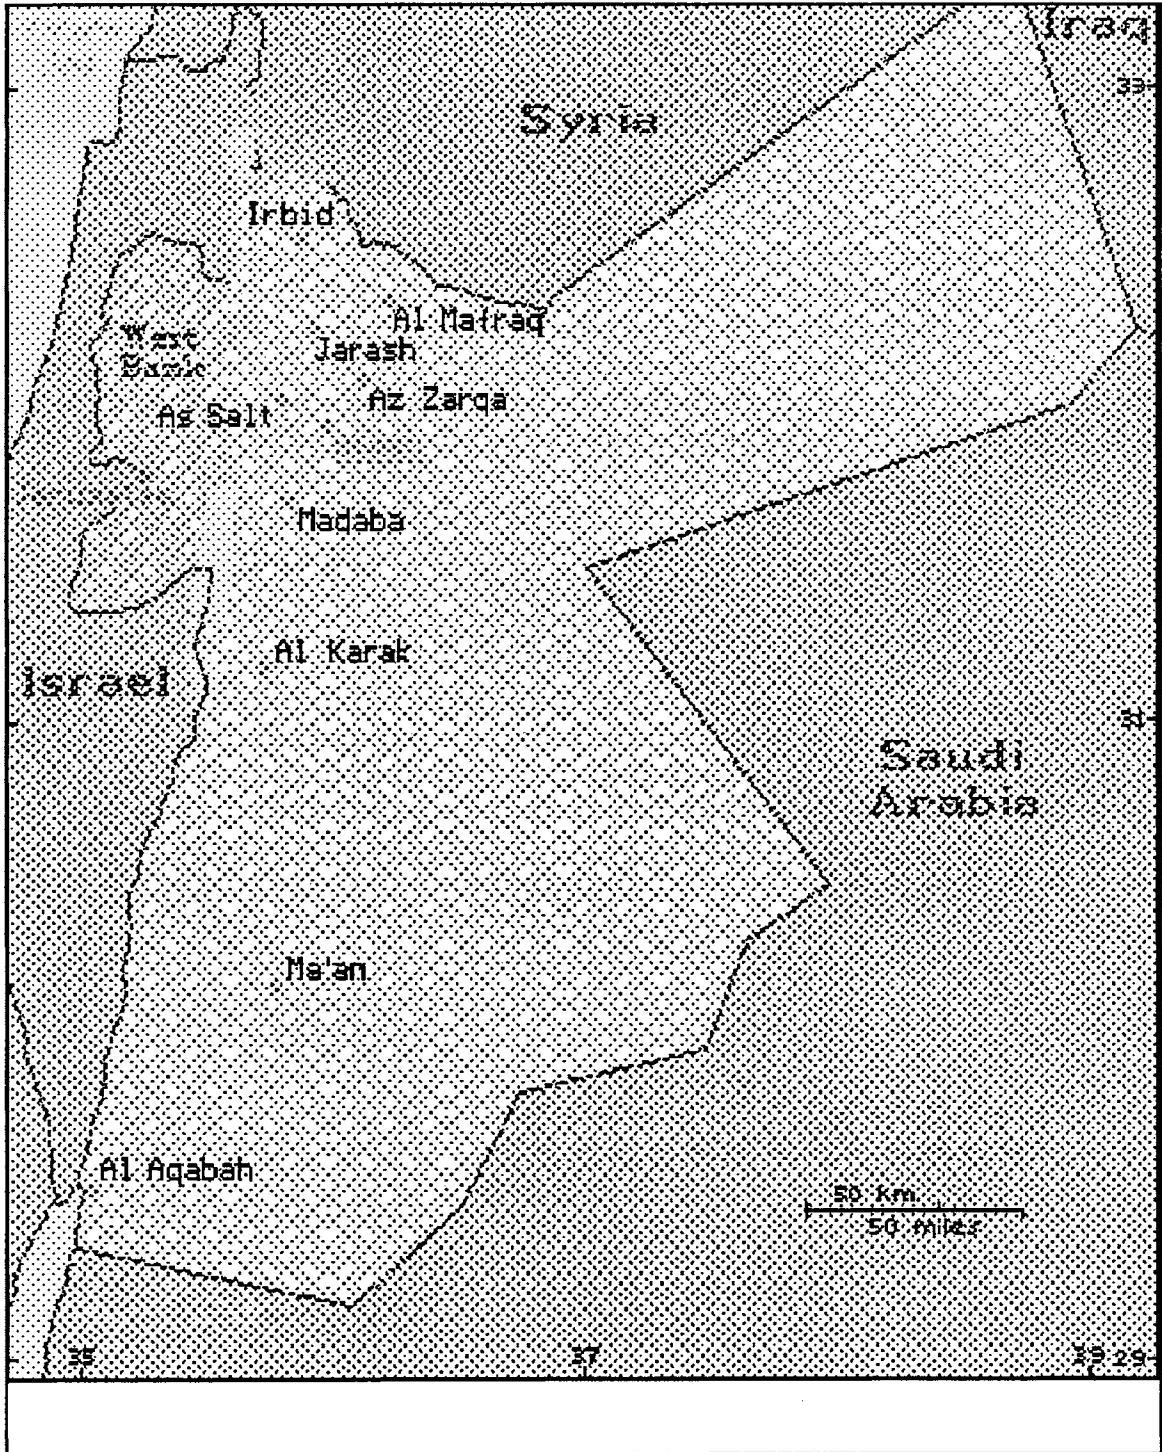 Iraq
33
Syria
Irbid
Al Mafraq
West
Bank
Jarash
Az Zarqa
As Salt
Madaba
Al Karak
Israel
31
Saudi
Arabia
Ma'an
Al Aqabah
50 km
50 miles
35
37
39 29